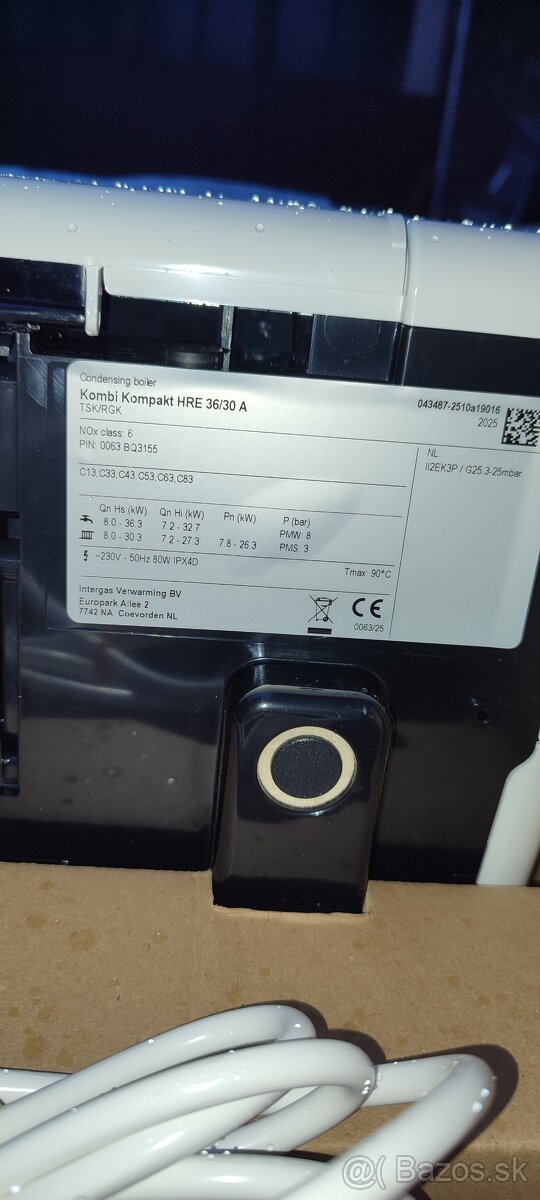 Condensing boiler
Kombi Kompakt HRE 36/30 A
TSK/RGK
043487-2510a19016
2025
NOx class: 6
PIN: 0063 BQ3155
NL:
II2EK3P / G25.3-25mbar
C13,C33,C43,C53,C63,C83
Qn Hs (kW) Qn Hi (kW) Pn (kW) P (bar)
8.0 - 36.3 7.2 - 32.7 PMW: 8
8.0 - 30.3 7.2 - 27.3 7.8 - 26.3 PMS: 3
~230V - 50Hz 80W IPX4D
Tmax: 90°C
Intergas Verwarming BV
Europark Allee 2
7742 NA Coevorden NL
CE
0063/25
@( Bazos.sk